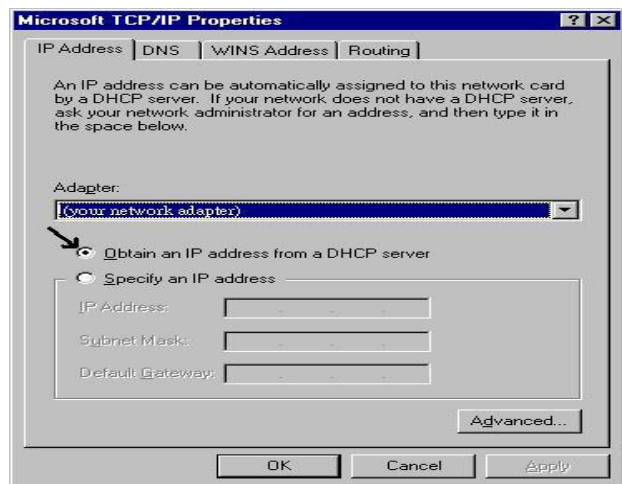 Microsoft TCP/IP Properties
IP Address DNS WINS Address Routing
An IP address can be automatically assigned to this network card
by a DHCP server. If your network does not have a DHCP server,
ask your network administrator for an address, and then type it in
the space below.
Adapter:
(your network adapter)
Obtain an IP address from a DHCP server
Specify an IP address
IP Address:
Subnet Mask:
Default Gateway:
Advanced...
OK Cancel Apply